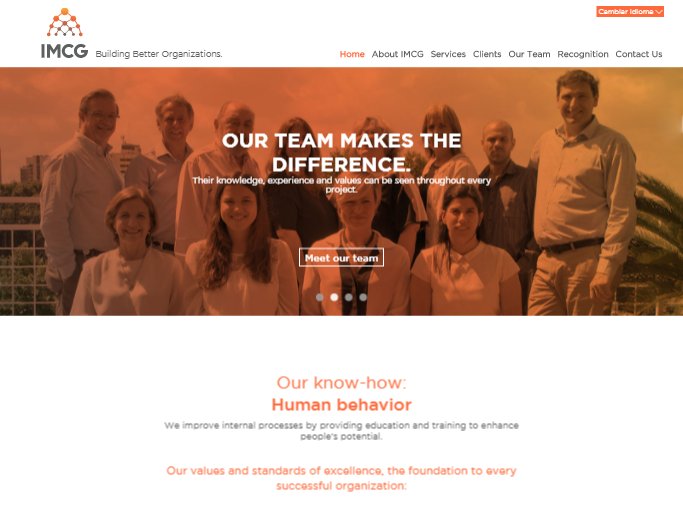 Cambiar Idioma
IMCG
Building Better Organizations.
Home About IMCG Services Clients Our Team Recognition Contact Us
OUR TEAM MAKES THE
DIFFERENCE.
Their knowledge, experience and values can be seen throughout every
project.
Meet our team
Our know-how:
Human behavior
We improve internal processes by providing education and training to enhance
people's potential.
Our values and standards of excellence, the foundation to every
successful organization: